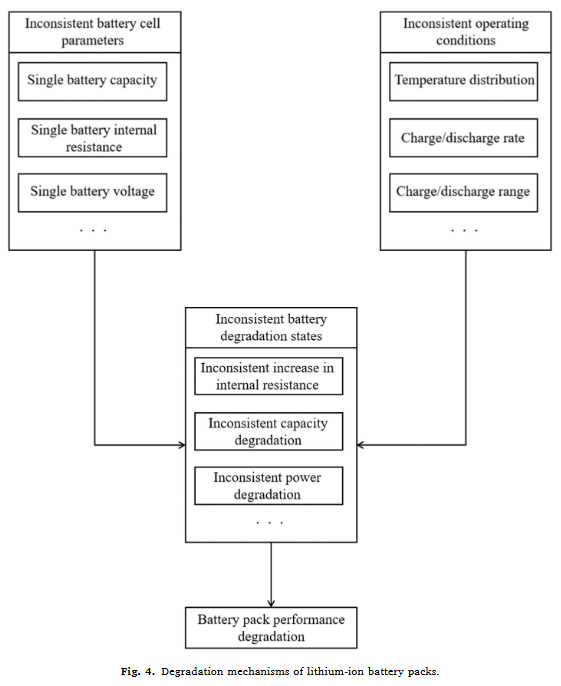 Inconsistent battery cell
parameters
Single battery capacity
Single battery internal
resistance
Single battery voltage
. . .
Inconsistent operating
conditions
Temperature distribution
Charge/discharge rate
Charge/discharge range
. . .
Inconsistent battery
degradation states
Inconsistent increase in
internal resistance
Inconsistent capacity
degradation
Inconsistent power
degradation
. . .
Battery pack performance
degradation
Fig. 4. Degradation mechanisms of lithium-ion battery packs.